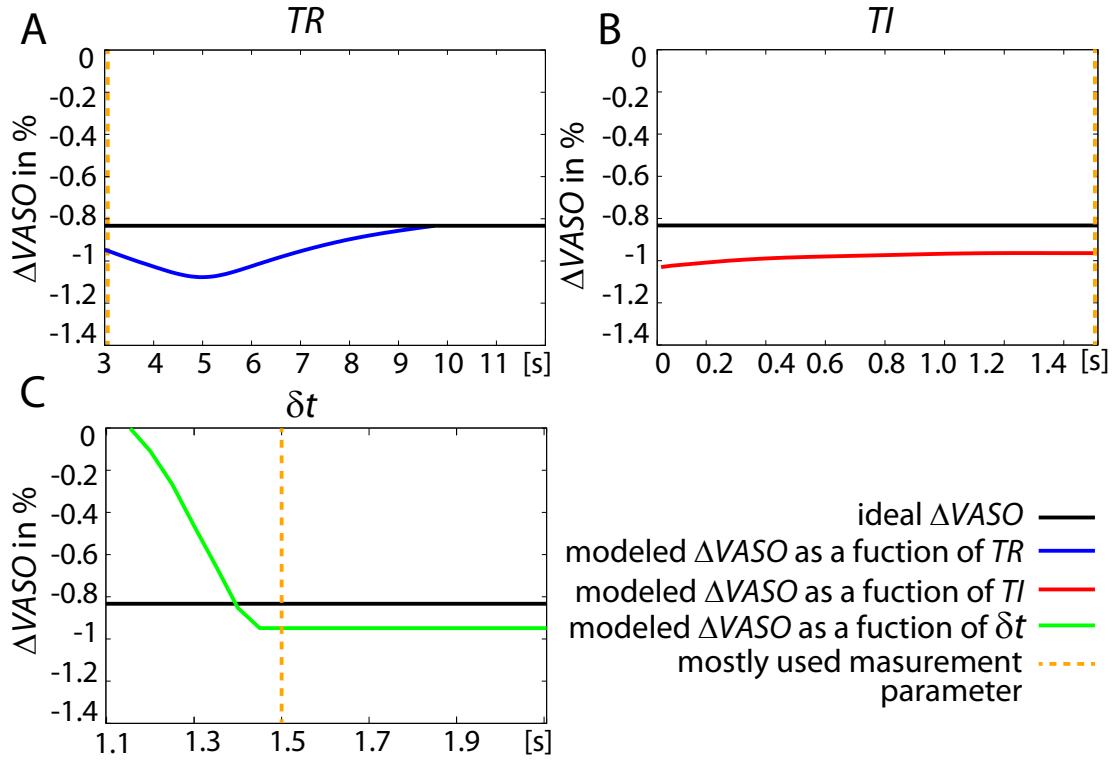 A
TR
0
-0.2
-0.4
-0.6
-0.8
-1
-1.2
-1.4
ΔVASO in %
3 4 5 6 7 8 9 10 11 [s]
B
TI
0
-0.2
-0.4
-0.6
-0.8
-1
-1.2
-1.4
ΔVASO in %
0 0.2 0.4 0.6 0.8 1.0 1.2 1.4 [s]
C
δt
0
-0.2
-0.4
-0.6
-0.8
-1
-1.4
ΔVASO in %
1.1 1.3 1.5 1.7 1.9 [s]
ideal ΔVASO
modeled ΔVASO as a fuction of TR
modeled ΔVASO as a fuction of TI
modeled ΔVASO as a fuction of δt
mostly used masurement
parameter